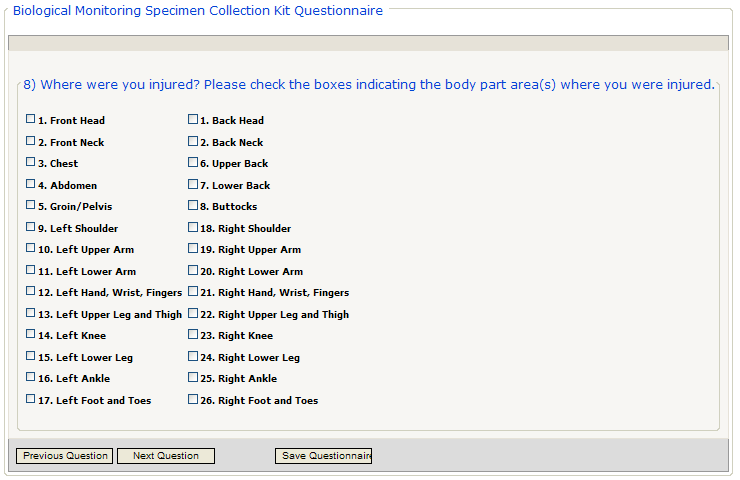 Biological Monitoring Specimen Collection Kit Questionnaire
8) Where were you injured? Please check the boxes indicating the body part area(s) where you were injured.
1. Front Head 1. Back Head
2. Front Neck 2. Back Neck
3. Chest 6. Upper Back
4. Abdomen 7. Lower Back
5. Groin/Pelvis 8. Buttocks
9. Left Shoulder 18. Right Shoulder
10. Left Upper Arm 19. Right Upper Arm
11. Left Lower Arm 20. Right Lower Arm
12. Left Hand, Wrist, Fingers 21. Right Hand, Wrist, Fingers
13. Left Upper Leg and Thigh 22. Right Upper Leg and Thigh
14. Left Knee 23. Right Knee
15. Left Lower Leg 24. Right Lower Leg
16. Left Ankle 25. Right Ankle
17. Left Foot and Toes 26. Right Foot and Toes
Previous Question Next Question Save Questionnaire